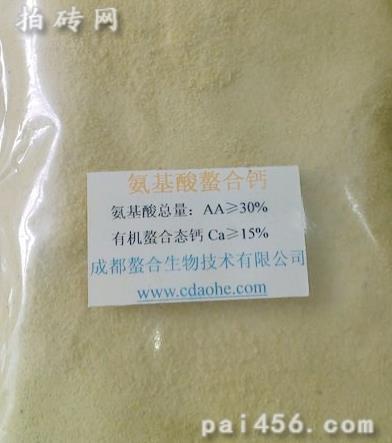 拍砖网
氨基酸螯合钙
氨基酸总量：AA≥30%
有机螯合态钙 Ca≥15%
成都螯合生物技术有限公司
www.cdaohe.com
pai456.com